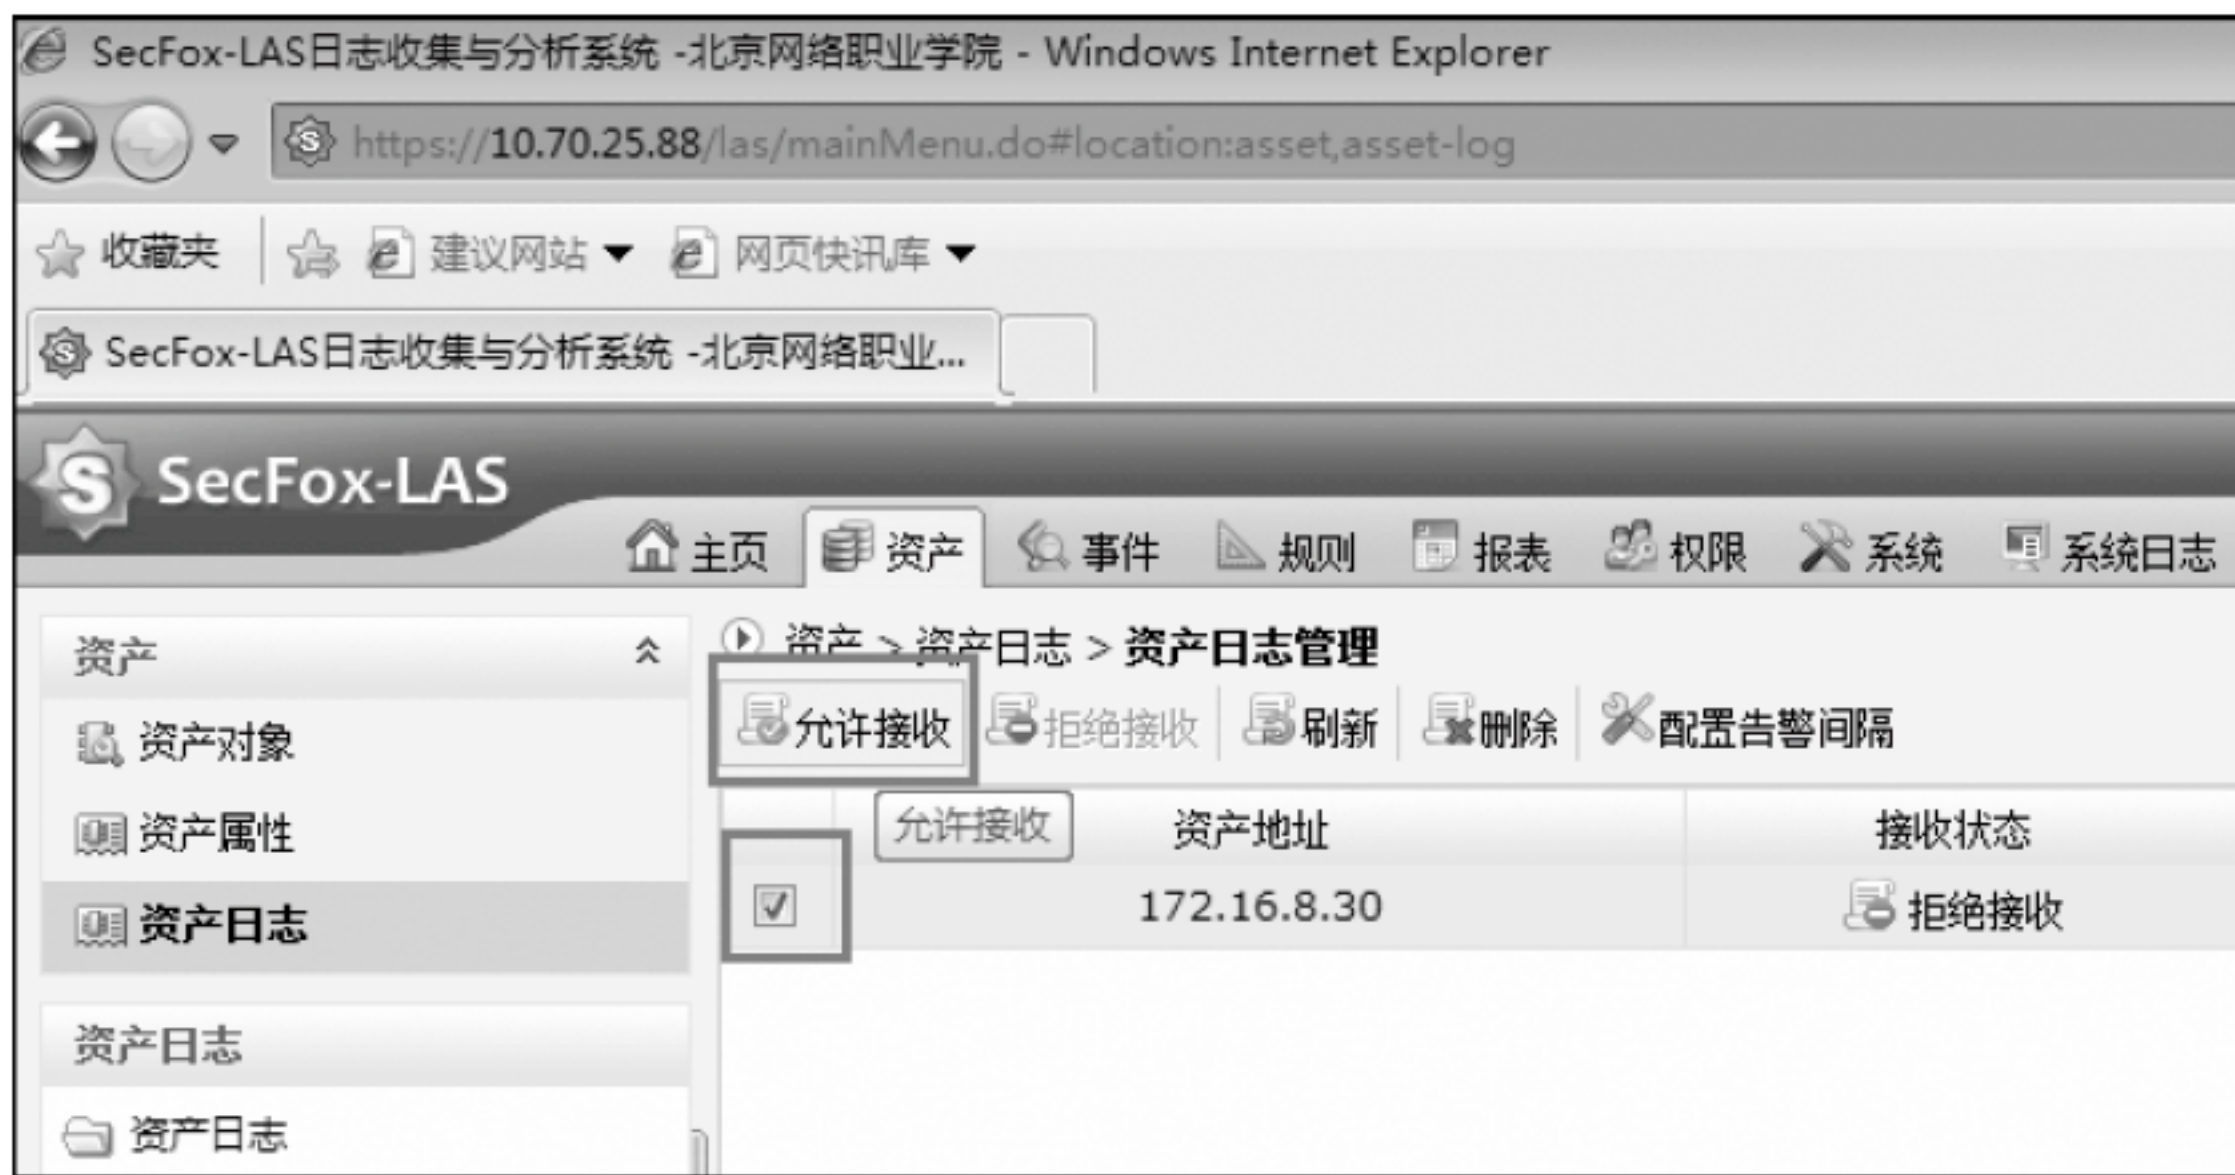 SecFox-LAS日志收集与分析系统 -北京网络职业学院 - Windows Internet Explorer
https://10.70.25.88/las/mainMenu.do#location:asset,asset-log
收藏夹 建议网站 网页快讯库
SecFox-LAS日志收集与分析系统 -北京网络职业...
S SecFox-LAS
主页 资产 事件 规则 报表 权限 系统 系统日志
资产
资产对象
资产属性
资产日志
资产日志
资产日志
资产 > 资产日志 > 资产日志管理
允许接收 拒绝接收 刷新 删除 配置告警间隔
允许接收 资产地址 接收状态
172.16.8.30 拒绝接收